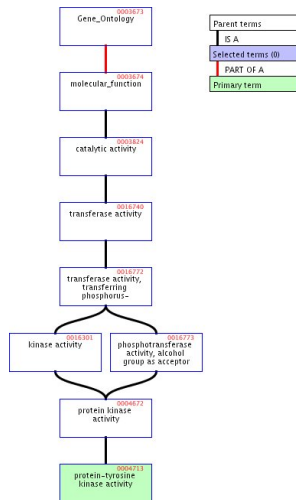 0003673
Gene_Ontology
0003674
molecular_function
0003824
catalytic activity
0016740
transferase activity
0016772
transferase activity,
transferring
phosphorus-
0016301
kinase activity
0016773
phosphotransferase
activity, alcohol
group as acceptor
0004672
protein kinase
activity
0004713
protein-tyrosine
kinase activity
Parent terms
IS A
Selected terms (0)
PART OF A
Primary term